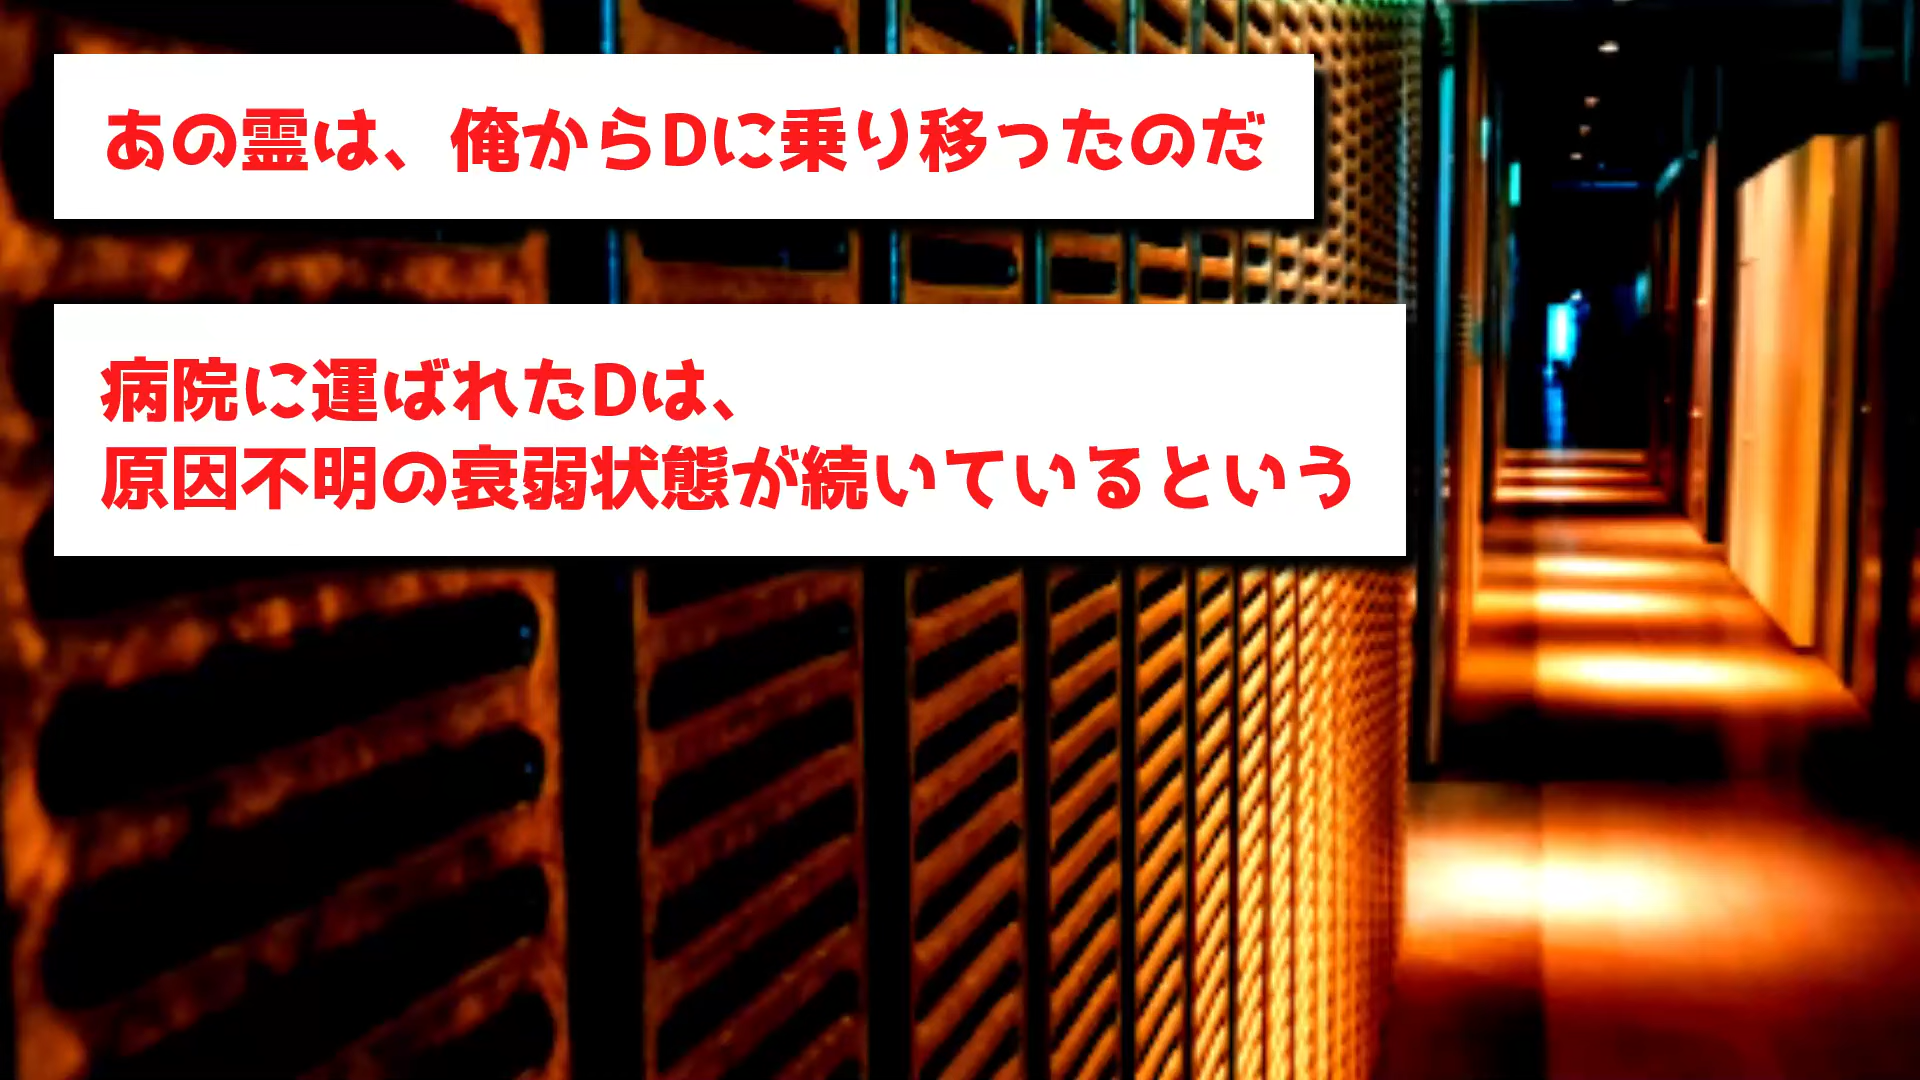 あの霊は、俺からDに乗り移ったのだ
病院に運ばれたDは、
原因不明の衰弱状態が続いているという